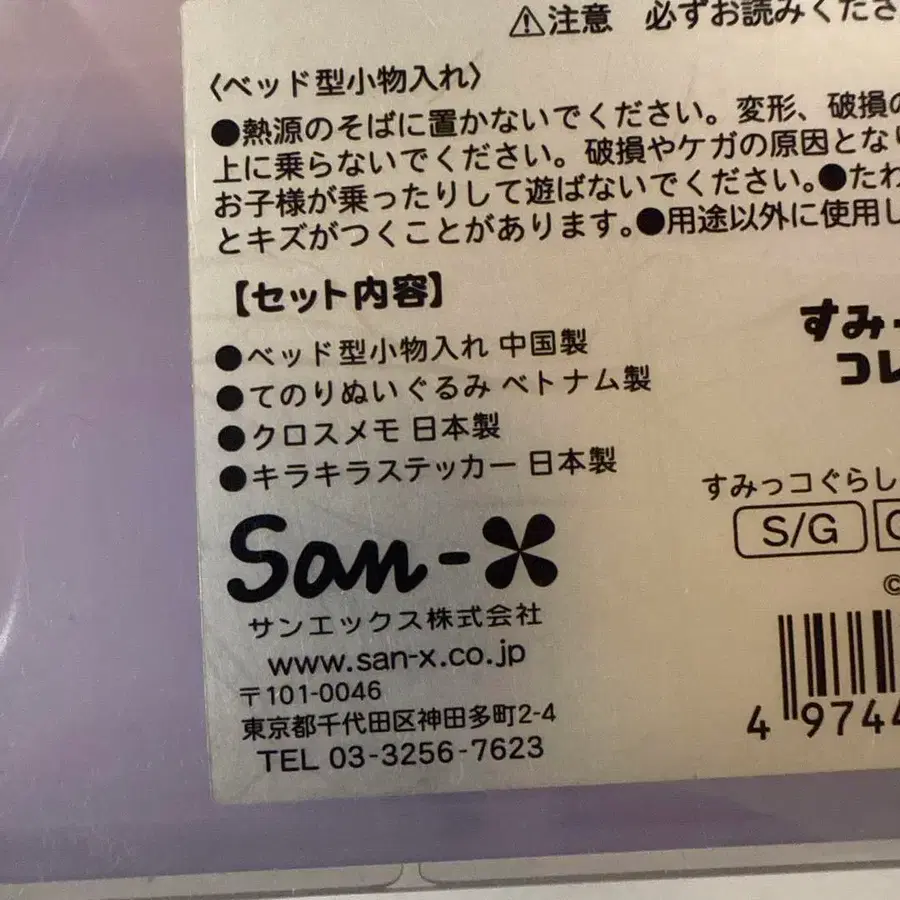 ⚠注意 必ずお読みくださ
〈ベッド型小物入れ〉
●熱源のそばに置かないでください。変形、破損の
上に乗らないでください。破損やケガの原因となり
お子様が乗ったりして遊ばないでください。●たわ
とキズがつくことがあります。●用途以外に使用し
【セット内容】
●ベッド型小物入れ 中国製
●てのりぬいぐるみ ベトナム製
●クロスメモ 日本製
●キラキラステッカー 日本製
すみっ
コレ
San-X
サンエックス株式会社
www.san-x.co.jp
〒101-0046
東京都千代田区神田多町2-4
TEL 03-3256-7623
すみっコぐらし
S/G
©
4 9744